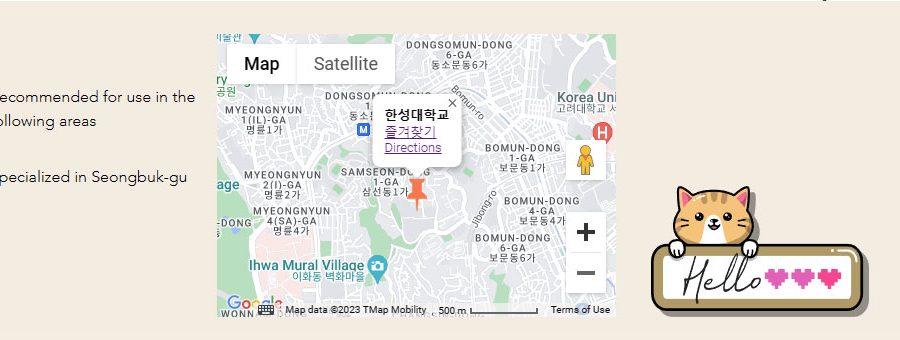 ecommended for use in the
ollowing areas
pecialized in Seongbuk-gu
Map
Satellite
DONGSOMUN-DONG
6-GA
동소문동6가
공원
MYEONGNYUN
1(IL)-GA
명륜1가
DONGSOMUN-DONG
M
한성대학교
즐겨찾기
Directions
Bomun-ro
Korea Uni
고려대학교 서
H
BOMUN-DONG
1-GA
보문동1가
SAMSEON-DONG
1-GA
삼선동1가
age
MYEONGNYUN
2(I)-GA
명륜2가
MYEONGNYUN
4(SA)-GA
명륜4가
-DONG
Jibong-ro
BOMUN-DONG
4-GA
보문동4가
BOMUN-DONG
6-GA
보문동6가
Ihwa Mural Village
이화동 벽화마을
+
−
Google
WONNA
DONG
Map data ©2023 TMap Mobility
500 m
Terms of Use
Hello